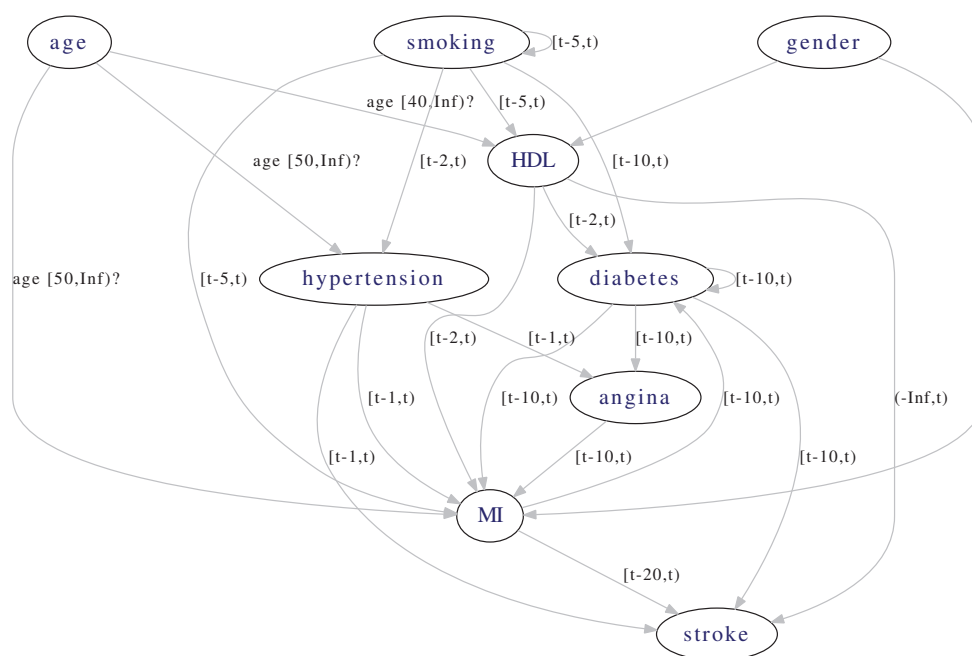 age
smoking
gender
[t-5,t)
age [40,Inf)?
[t-5,t)
age [50,Inf)?
[t-2,t)
HDL
[t-10,t)
[t-2,t)
age [50,Inf)?
[t-5,t)
hypertension
diabetes
[t-10,t)
[t-2,t)
[t-1,t)
[t-10,t)
[t-1,t)
[t-10,t)
angina
[t-10,t)
(-Inf,t)
[t-1,t)
[t-10,t)
[t-10,t)
MI
[t-20,t)
stroke